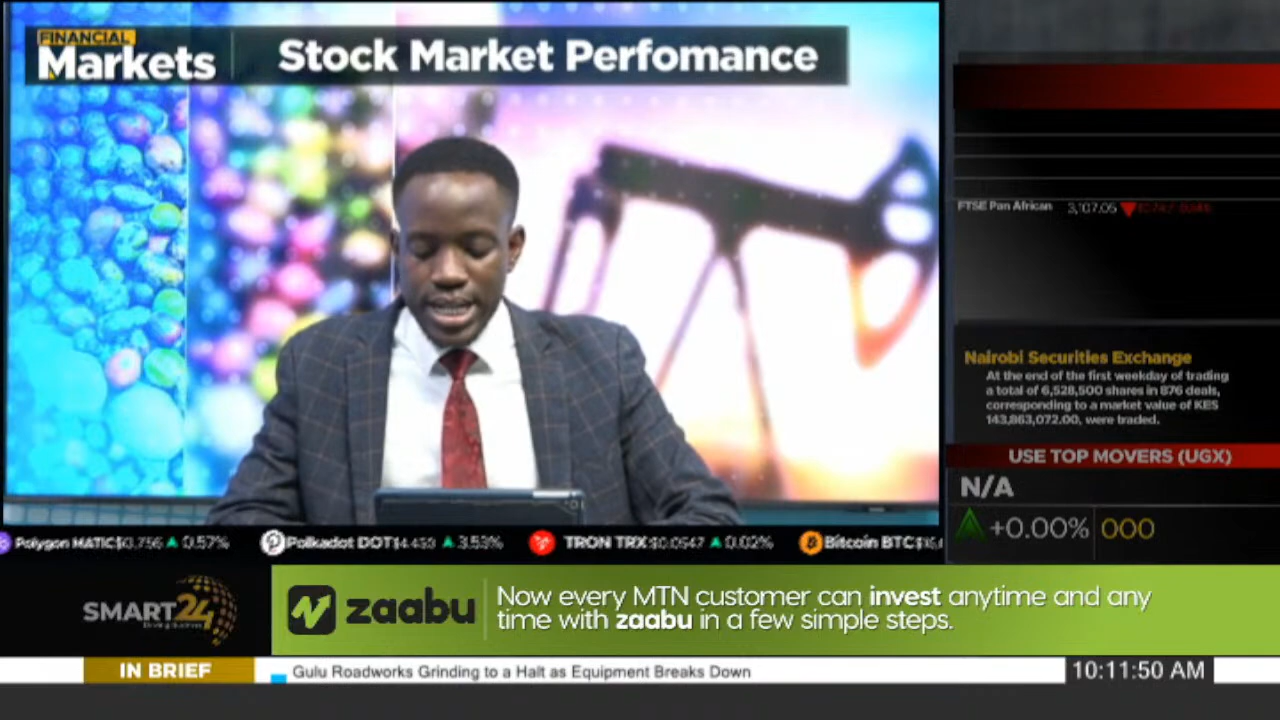 FINANCIAL
Markets
Stock Market Perfomance
FTSE Pan African 3,107.05
Nairobi Securities Exchange
At the end of the first weekday of trading
a total of 6,528,500 shares in 876 deals,
corresponding to a market value of KES
143,863,072.00, were traded.
USE TOP MOVERS (UGX)
N/A
+0.00% 000
Polygon MATIC $0.756 0.57% Polkadot DOT TRON TRX $0.0547 0.02% Bitcoin BTC
SMART24
Driving Business
zaabu
Now every MTN customer can invest anytime and any
time with zaabu in a few simple steps.
IN BRIEF
Gulu Roadworks Grinding to a Halt as Equipment Breaks Down
10:11:50 AM